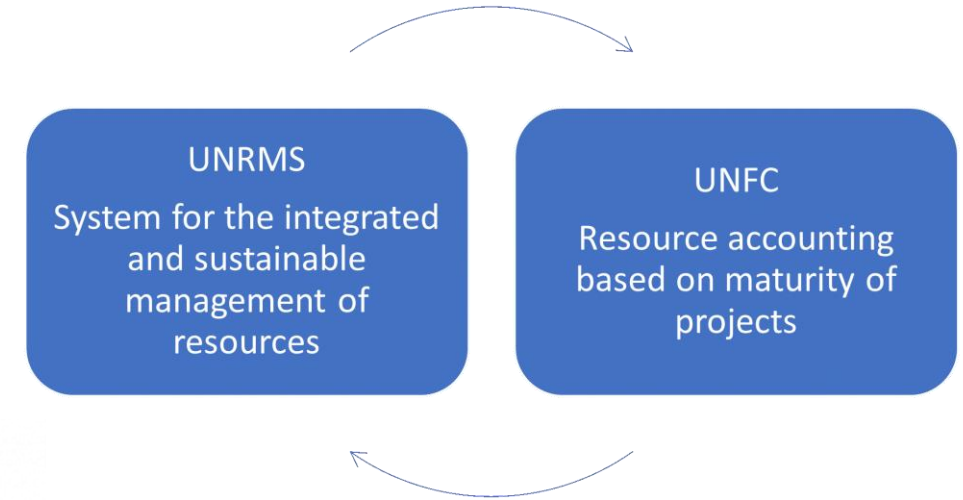 UNRMS
System for the integrated
and sustainable
management of
resources
UNFC
Resource accounting
based on maturity of
projects